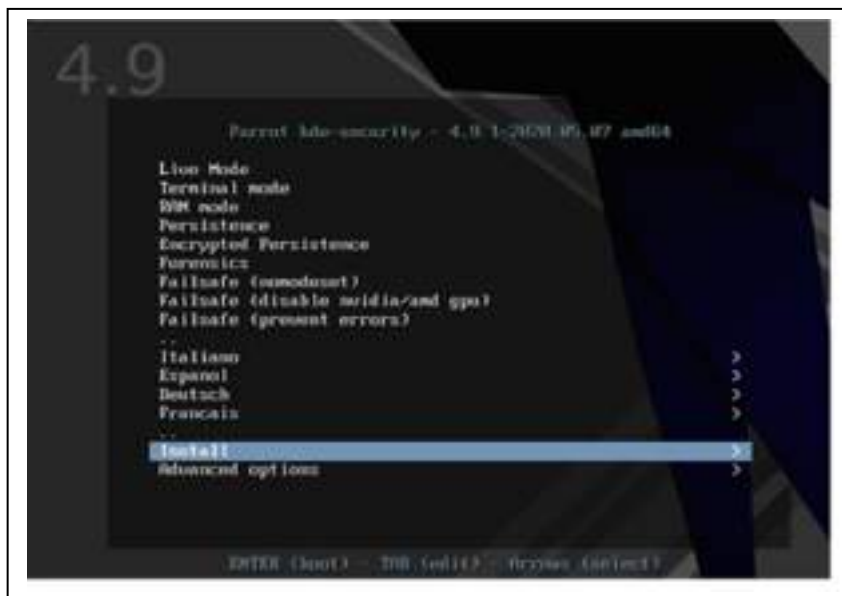 4.9
Parrot kde-security - 4.9.1-2020.05.07 amd64
Live Mode
Terminal mode
RAM mode
Persistence
Encrypted Persistence
Forensics
Failsafe (nomodeset)
Failsafe (disable nvidia/amd gpu)
Failsafe (prevent errors)
..
Italiano >
Espanol >
Deutsch >
Francais >
..
Install >
Advanced options >
ENTER (boot) - TAB (edit) - Arrows (select)